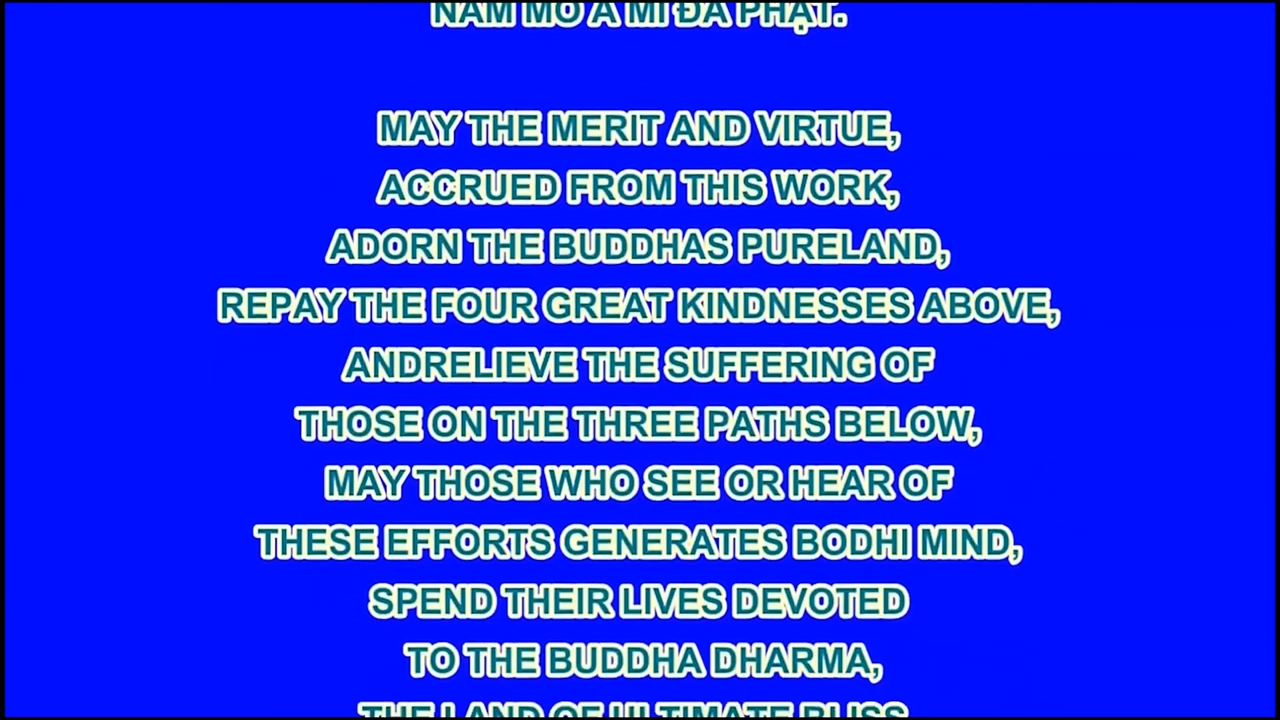 NAM MÔ A MI ĐÀ PHẬT.
MAY THE MERIT AND VIRTUE,
ACCRUED FROM THIS WORK,
ADORN THE BUDDHAS PURELAND,
REPAY THE FOUR GREAT KINDNESSES ABOVE,
ANDRELIEVE THE SUFFERING OF
THOSE ON THE THREE PATHS BELOW,
MAY THOSE WHO SEE OR HEAR OF
THESE EFFORTS GENERATES BODHI MIND,
SPEND THEIR LIVES DEVOTED
TO THE BUDDHA DHARMA,
THE LAND OF ULTIMATE BLISS